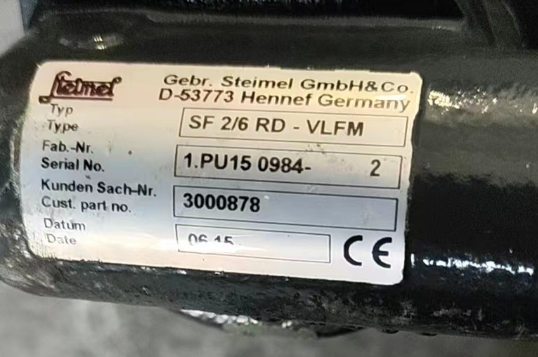 Steimel
Gebr. Steimel GmbH&Co.
D-53773 Hennef Germany
Typ
Type
SF 2/6 RD - VLFM
Fab.-Nr.
Serial No.
1.PU15 0984- 2
Kunden Sach-Nr.
Cust. part no.
3000878
Datum
Date
06 15
CE